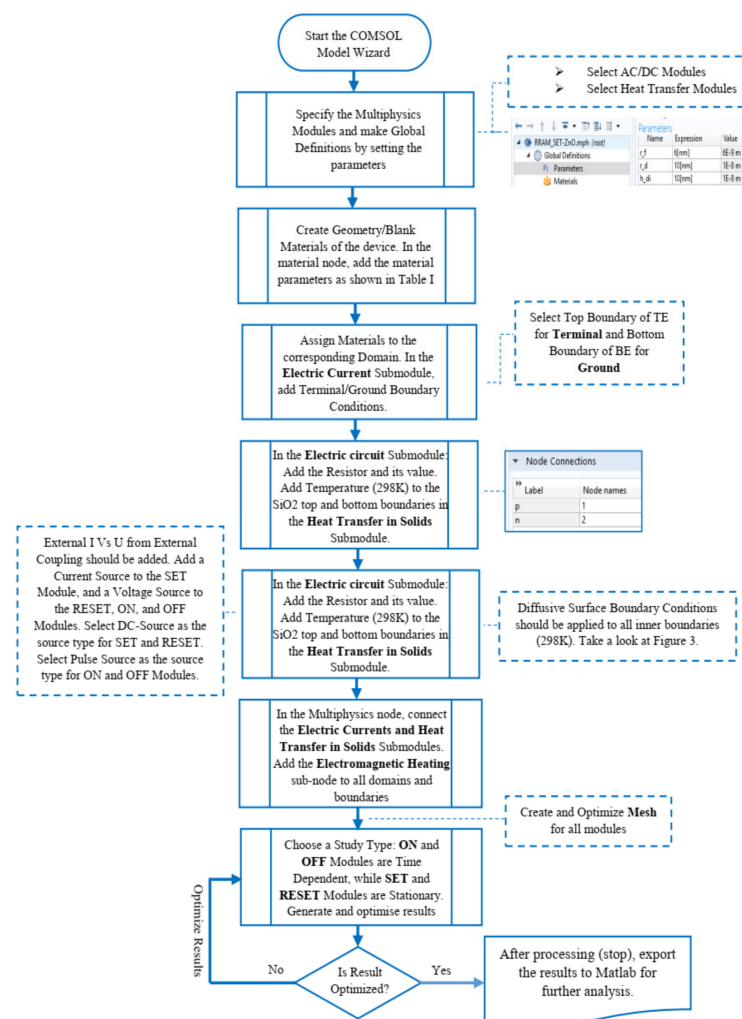 Start the COMSOL
Model Wizard
➢ Select AC/DC Modules
➢ Select Heat Transfer Modules
Specify the Multiphysics
Modules and make Global
Definitions by setting the
parameters
RRAM_SET-ZnO.mph (root)
Global Definitions
Pi Parameters
Materials
Parameters
Name Expression Value
r_f 6[nm] 6E-9 m
r_d 10[nm] 1E-8 m
h_di 10[nm] 1E-8 m
Create Geometry/Blank
Materials of the device. In the
material node, add the material
parameters as shown in Table I
Assign Materials to the
corresponding Domain. In the
Electric Current Submodule,
add Terminal/Ground Boundary
Conditions.
Select Top Boundary of TE
for Terminal and Bottom
Boundary of BE for
Ground
In the Electric circuit Submodule:
Add the Resistor and its value.
Add Temperature (298K) to the
SiO2 top and bottom boundaries in
the Heat Transfer in Solids
Submodule.
Node Connections
Label Node names
p 1
n 2
External I Vs U from External
Coupling should be added. Add a
Current Source to the SET
Module, and a Voltage Source to
the RESET, ON, and OFF
Modules. Select DC-Source as the
source type for SET and RESET.
Select Pulse Source as the source
type for ON and OFF Modules.
In the Electric circuit Submodule:
Add the Resistor and its value.
Add Temperature (298K) to the
SiO2 top and bottom boundaries in
the Heat Transfer in Solids
Submodule.
Diffusive Surface Boundary Conditions
should be applied to all inner boundaries
(298K). Take a look at Figure 3.
In the Multiphysics node, connect
the Electric Currents and Heat
Transfer in Solids Submodules.
Add the Electromagnetic Heating
sub-node to all domains and
boundaries
Create and Optimize Mesh
for all modules
Choose a Study Type: ON and
OFF Modules are Time
Dependent, while SET and
RESET Modules are Stationary.
Generate and optimise results
Optimize Results
No
Is Result
Optimized?
Yes
After processing (stop), export
the results to Matlab for
further analysis.